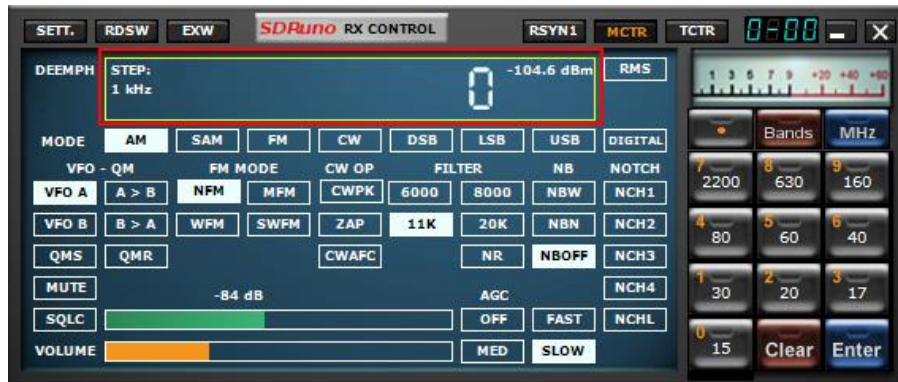 SETT. RDSW EXW SDRuno RX CONTROL RSYN1 MCTR TCTR 0-00
DEEMPH STEP: -104.6 dBm RMS
1 kHz 0
1 3 5 7 9 +20 +40 +60
MODE AM SAM FM CW DSB LSB USB DIGITAL
Bands MHz
VFO - QM FM MODE CW OP FILTER NB NOTCH
VFO A A > B NFM MFM CWPK 6000 8000 NBW NCH1
7 2200 8 630 9 160
VFO B B > A WFM SWFM ZAP 11K 20K NBN NCH2
4 80 5 60 6 40
QMS QMR CWAFC NR NBOFF NCH3
MUTE -84 dB AGC NCH4
1 30 2 20 3 17
SQLC OFF FAST NCHL
VOLUME MED SLOW
0 15 Clear Enter